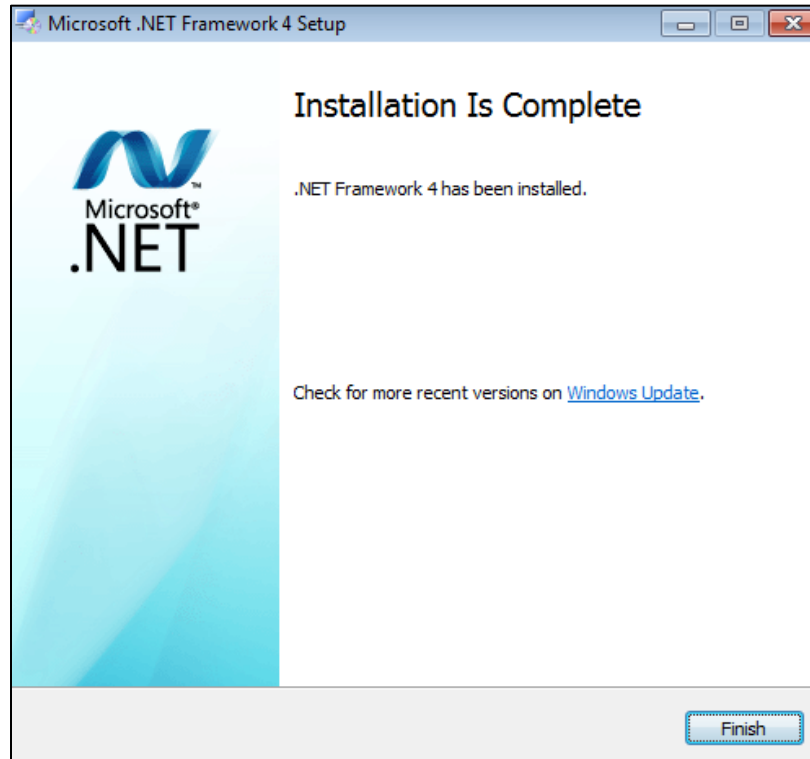 Microsoft .NET Framework 4 Setup
Installation Is Complete
.NET Framework 4 has been installed.
Microsoft®
.NET™
Check for more recent versions on Windows Update.
Finish